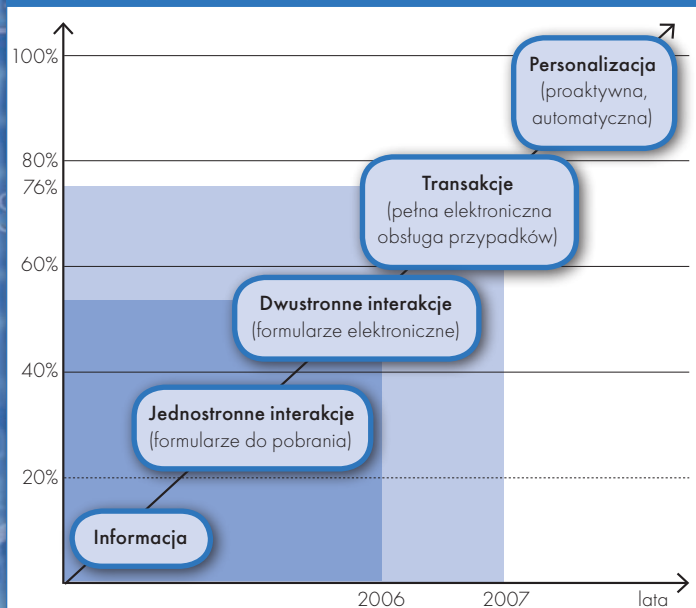 100%
80%
76%
60%
40%
20%
Personalizacja
(proaktywna,
automatyczna)
Transakcje
(pełna elektroniczna
obsługa przypadków)
Dwustronne interakcje
(formularze elektroniczne)
Jednostronne interakcje
(formularze do pobrania)
Informacja
2006
2007
lata